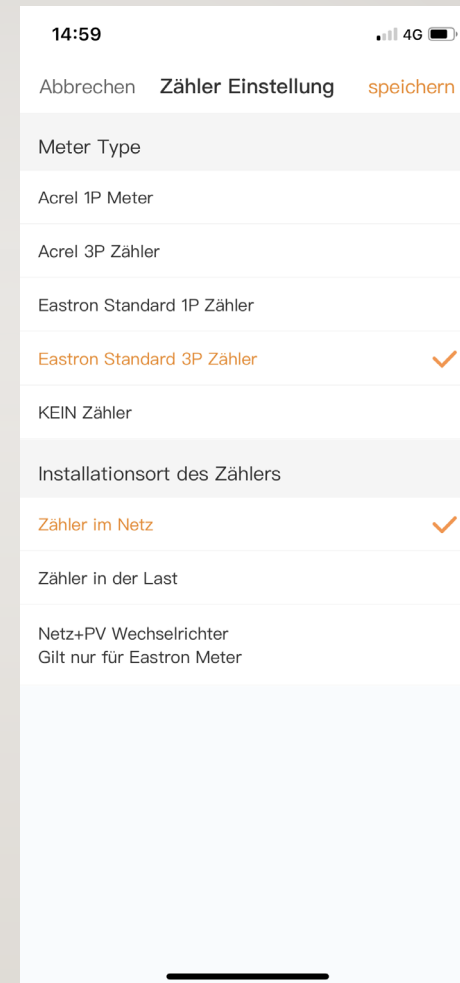 14:59
4G
Abbrechen Zähler Einstellung speichern
Meter Type
Acrel 1P Meter
Acrel 3P Zähler
Eastron Standard 1P Zähler
Eastron Standard 3P Zähler
KEIN Zähler
Installationsort des Zählers
Zähler im Netz
Zähler in der Last
Netz+PV Wechselrichter
Gilt nur für Eastron Meter